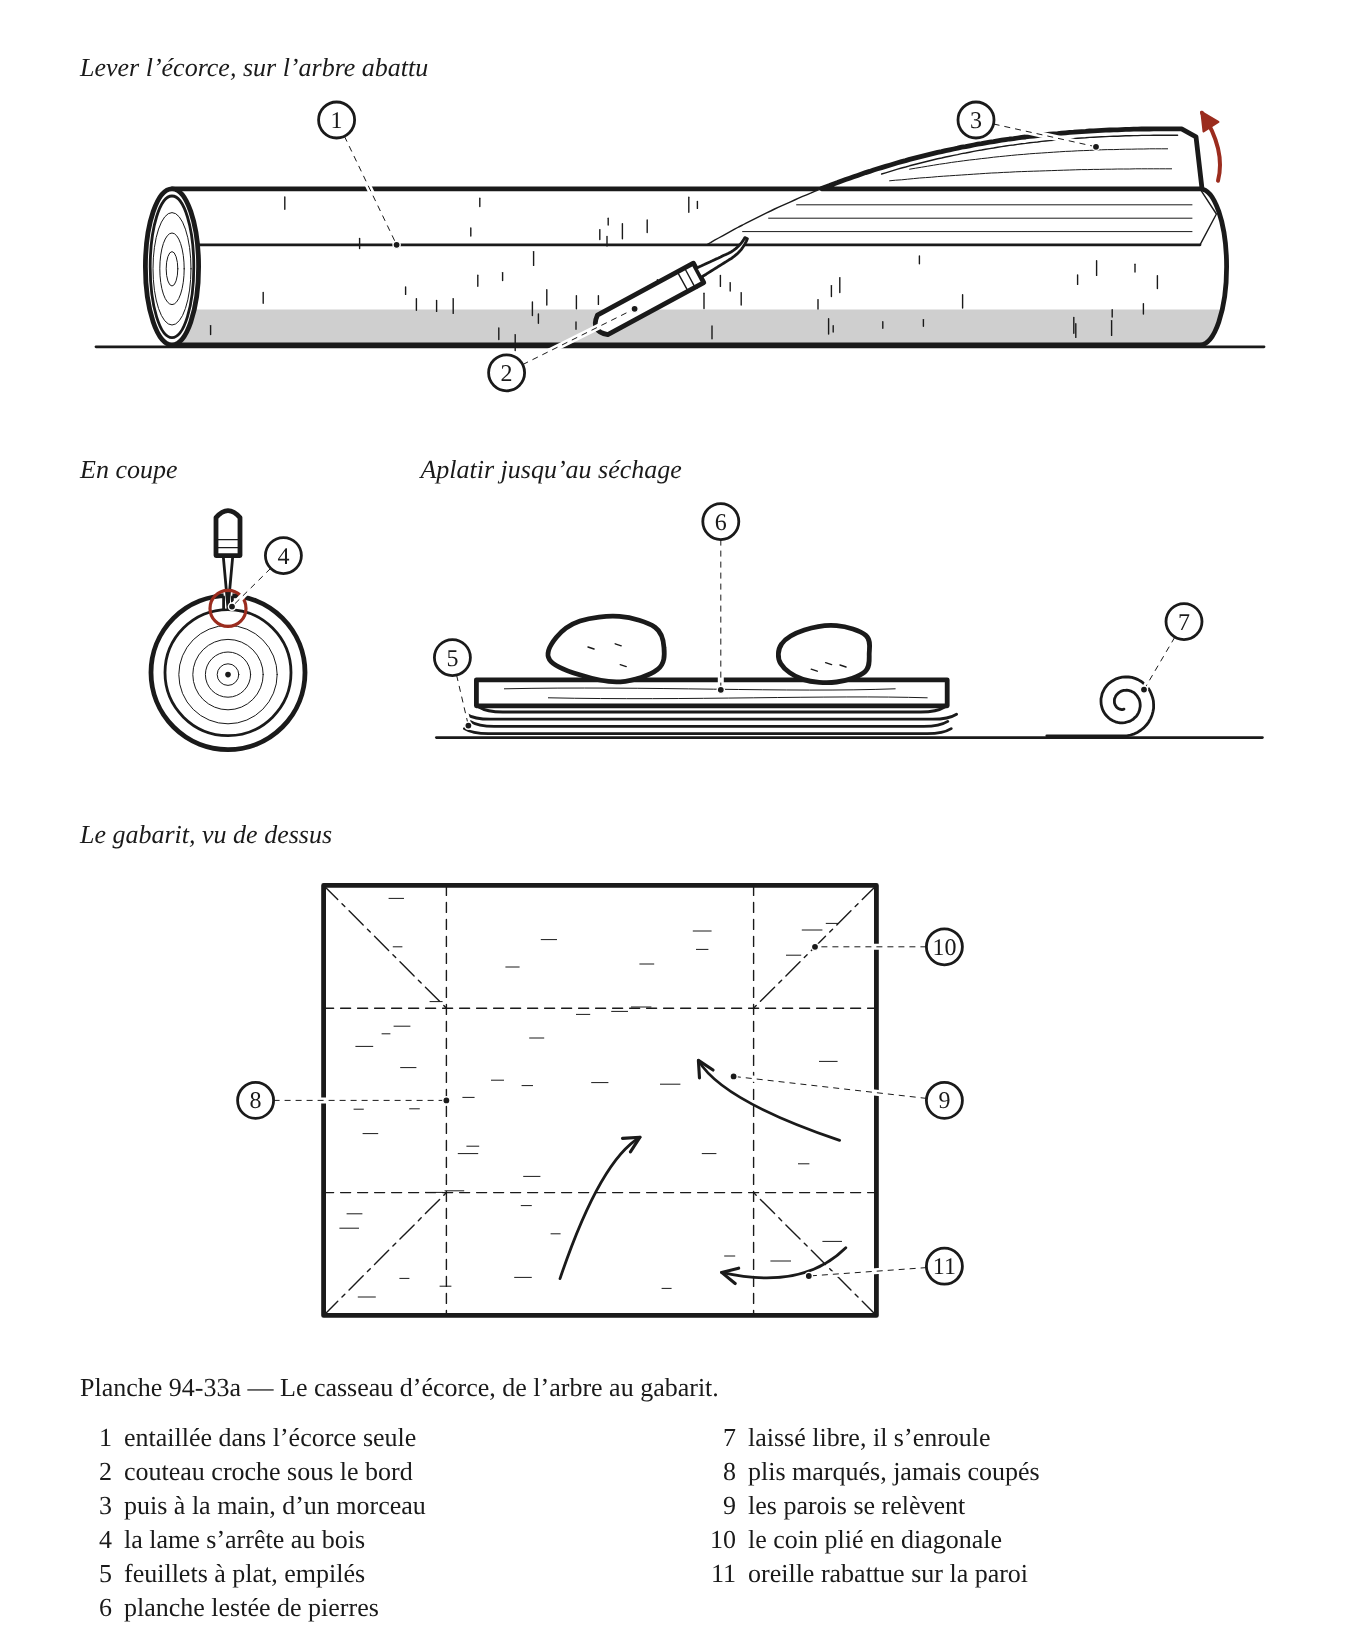 Lever l’écorce, sur l’arbre abattu
1
3
2
En coupe
Aplatir jusqu’au séchage
6
4
7
5
Le gabarit, vu de dessus
10
8
9
11
Planche 94-33a — Le casseau d’écorce, de l’arbre au gabarit.
1 entaillée dans l’écorce seule
2 couteau croche sous le bord
3 puis à la main, d’un morceau
4 la lame s’arrête au bois
5 feuillets à plat, empilés
6 planche lestée de pierres
7 laissé libre, il s’enroule
8 plis marqués, jamais coupés
9 les parois se relèvent
10 le coin plié en diagonale
11 oreille rabattue sur la paroi